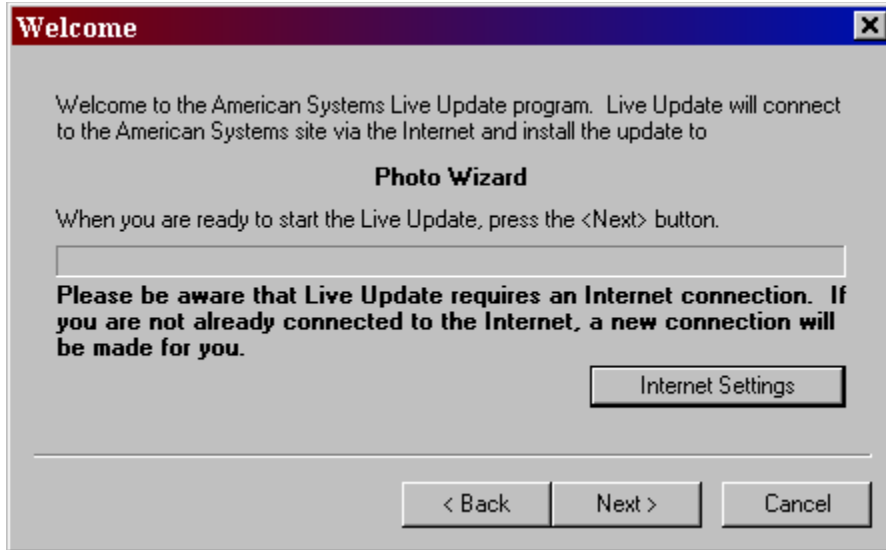 Welcome
Welcome to the American Systems Live Update program.  Live Update will connect
to the American Systems site via the Internet and install the update to
Photo Wizard
When you are ready to start the Live Update, press the <Next> button.
Please be aware that Live Update requires an Internet connection.  If
you are not already connected to the Internet, a new connection will
be made for you.
Internet Settings
< Back
Next >
Cancel